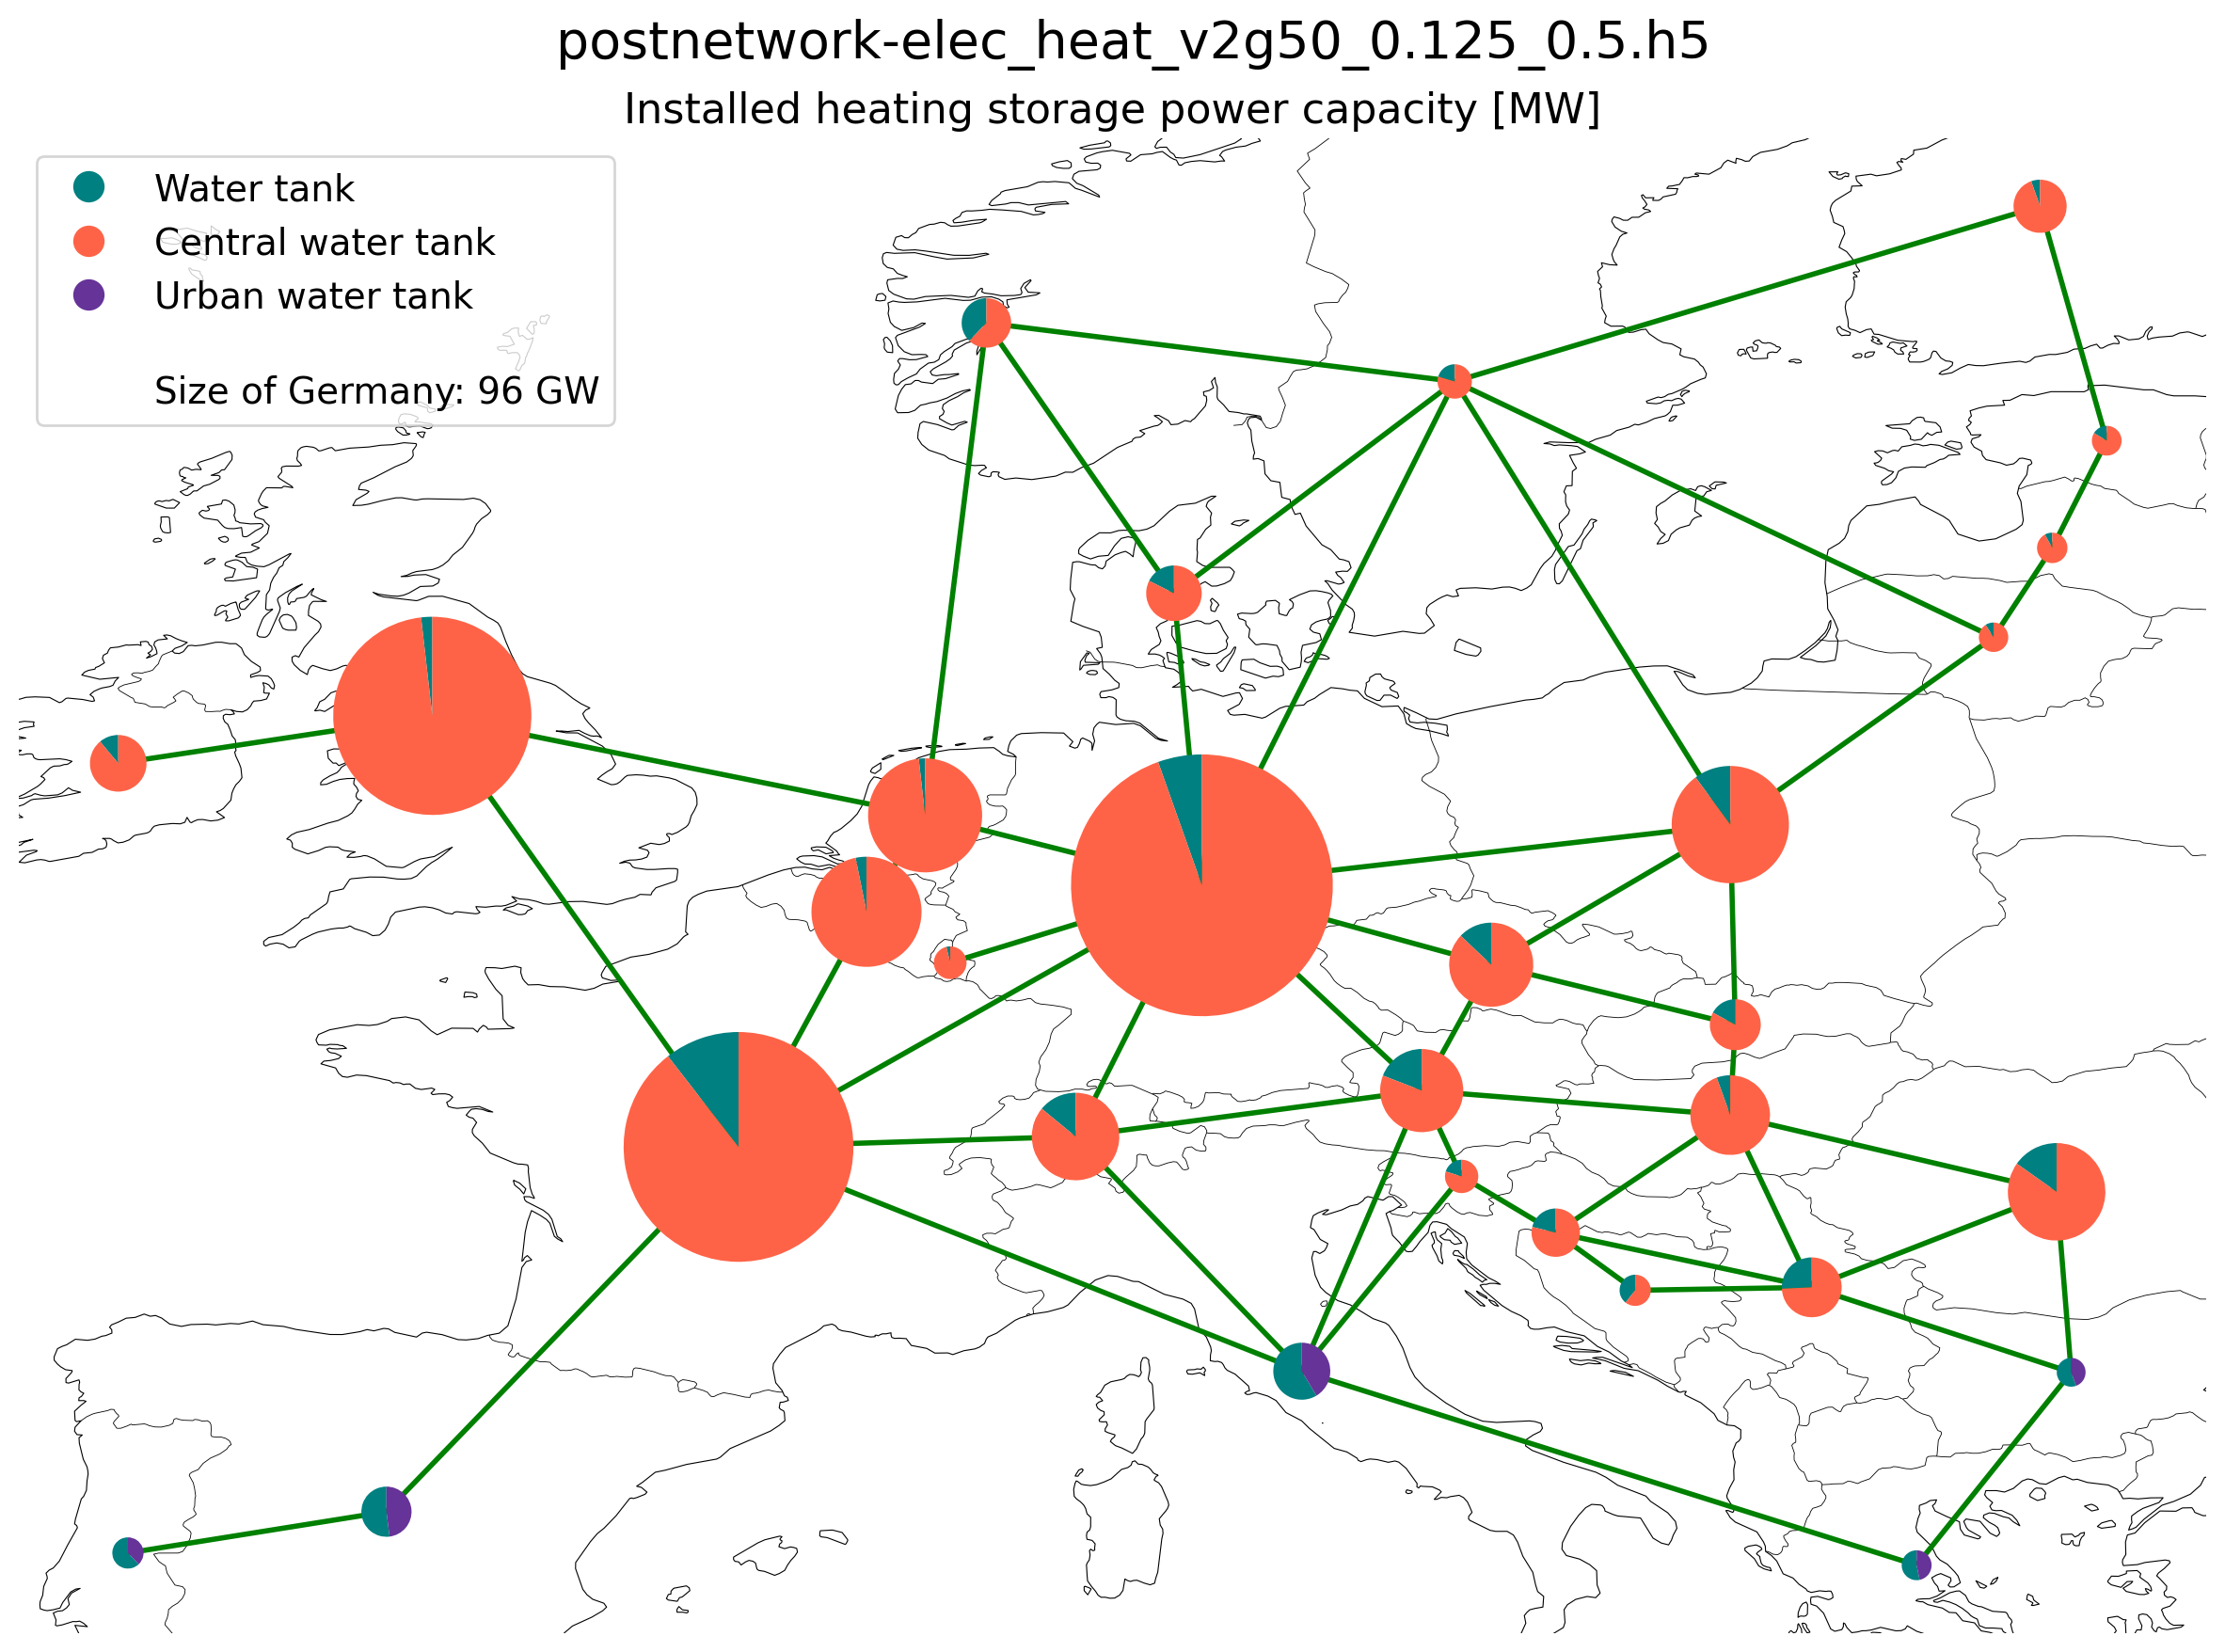 postnetwork-elec_heat_v2g50_0.125_0.5.h5
Installed heating storage power capacity [MW]
Water tank
Central water tank
Urban water tank
Size of Germany: 96 GW